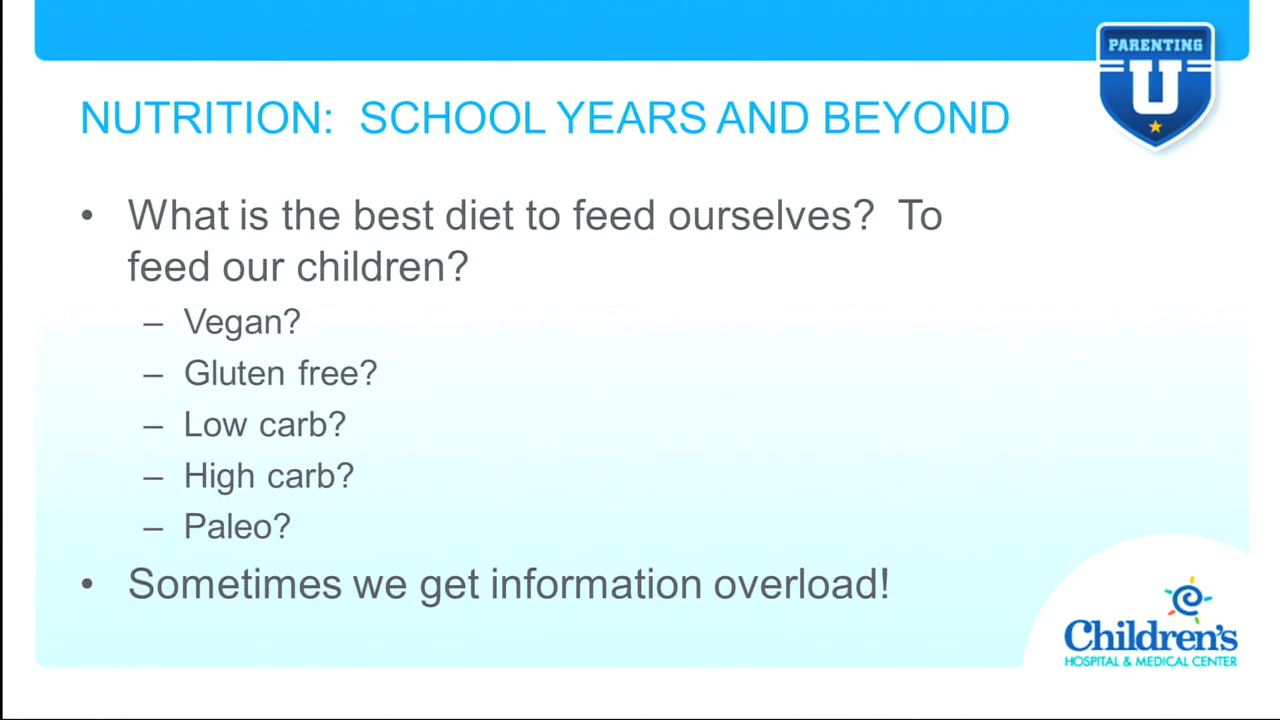 PARENTING
U
NUTRITION: SCHOOL YEARS AND BEYOND
• What is the best diet to feed ourselves? To
feed our children?
– Vegan?
– Gluten free?
– Low carb?
– High carb?
– Paleo?
• Sometimes we get information overload!
Children's
HOSPITAL & MEDICAL CENTER